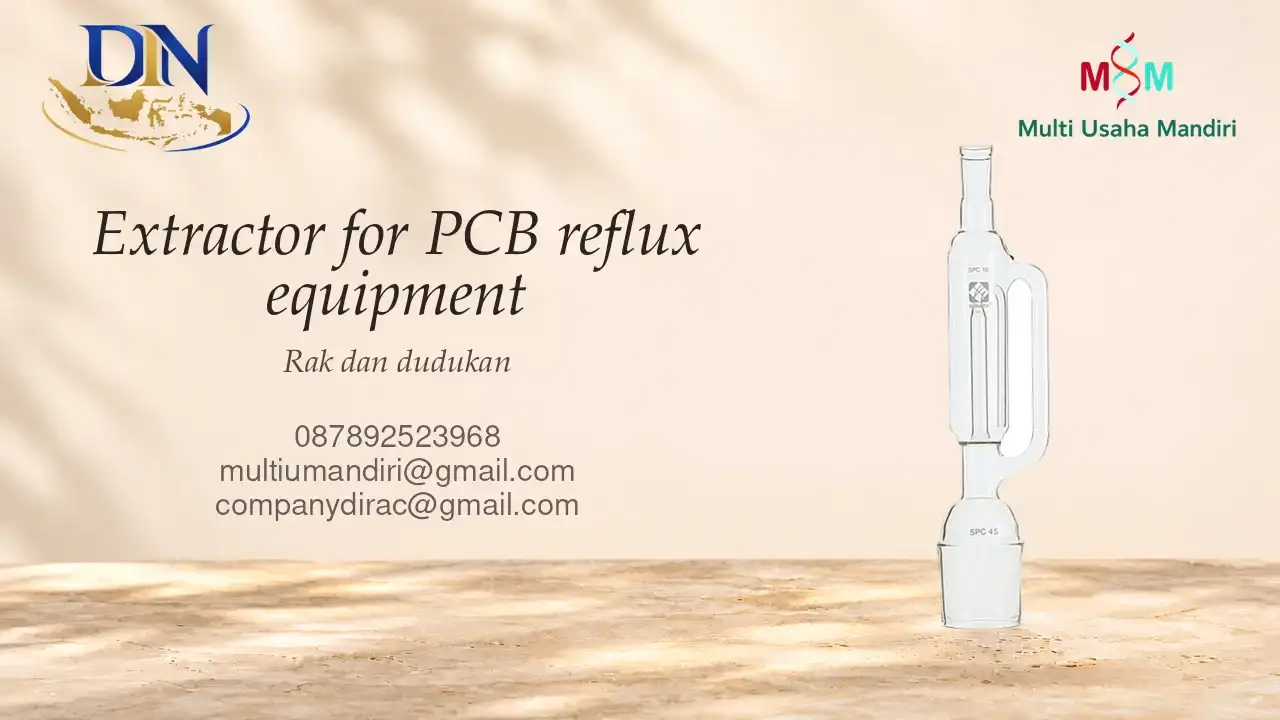 DIN
MSM
Multi Usaha Mandiri
Extractor for PCB reflux
equipment
Rak dan dudukan
087892523968
multiumandiri@gmail.com
companydirac@gmail.com
SPC 45